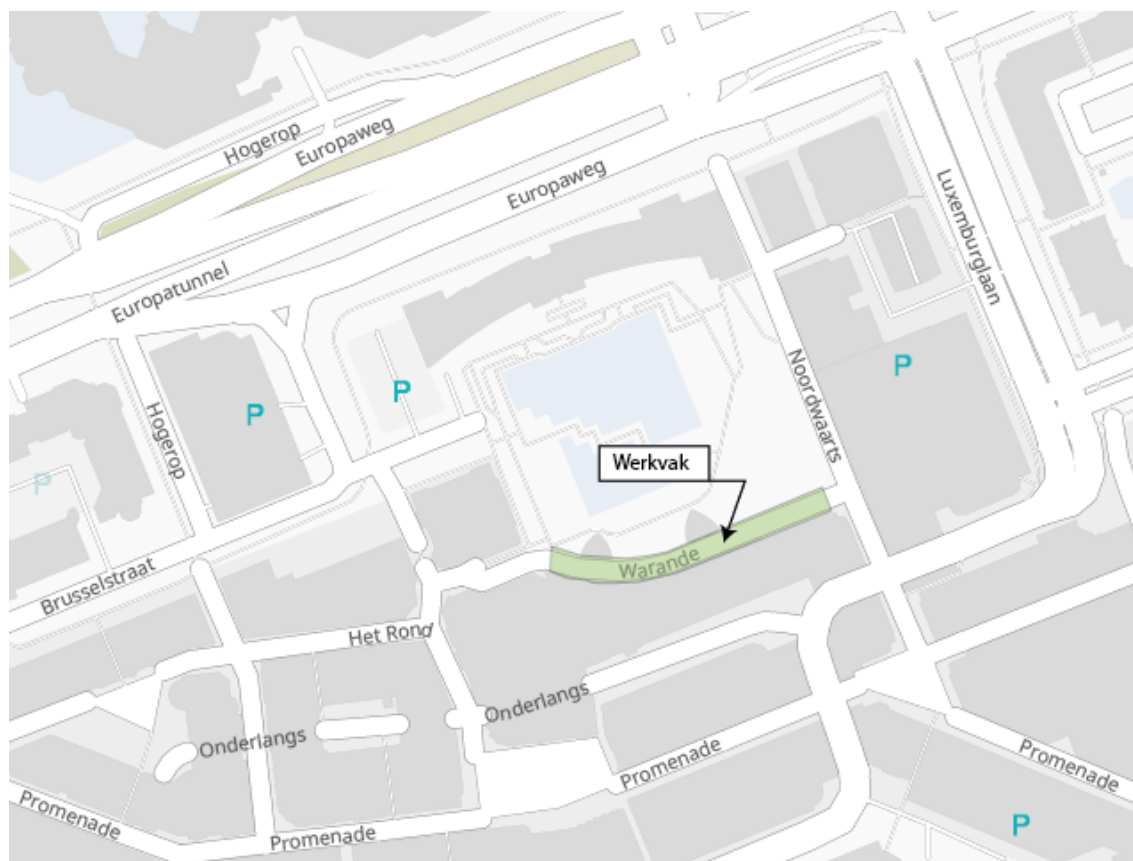 Hogerop
Europaweg
Europaweg
Luxemburglaan
Europatunnel
Noordwaarts
P
P
P
Hogerop
Werkvak
P
Warande
Brusselstraat
Het Rond
Onderlangs
Onderlangs
Promenade
Promenade
Promenade
Promenade
P